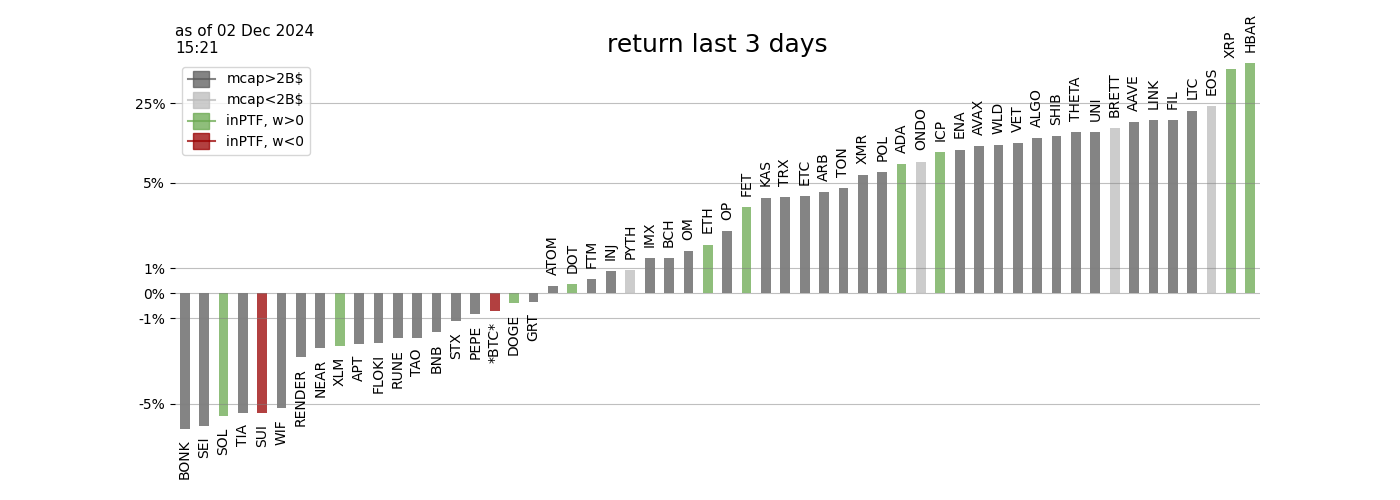 as of 02 Dec 2024
15:21
return last 3 days
mcap>2B$
mcap<2B$
inPTF, w>0
inPTF, w<0
25%
5%
1%
0%
-1%
-5%
BONK
SEI
SOL
TIA
SUI
WIF
RENDER
NEAR
XLM
APT
FLOKI
RUNE
TAO
BNB
STX
PEPE
*BTC*
DOGE
GRT
ATOM
DOT
FTM
INJ
PYTH
IMX
BCH
OM
ETH
OP
FET
KAS
TRX
ETC
ARB
TON
XMR
POL
ADA
ONDO
ICP
ENA
AVAX
WLD
VET
ALGO
SHIB
THETA
UNI
BRETT
AAVE
LINK
FIL
LTC
EOS
XRP
HBAR